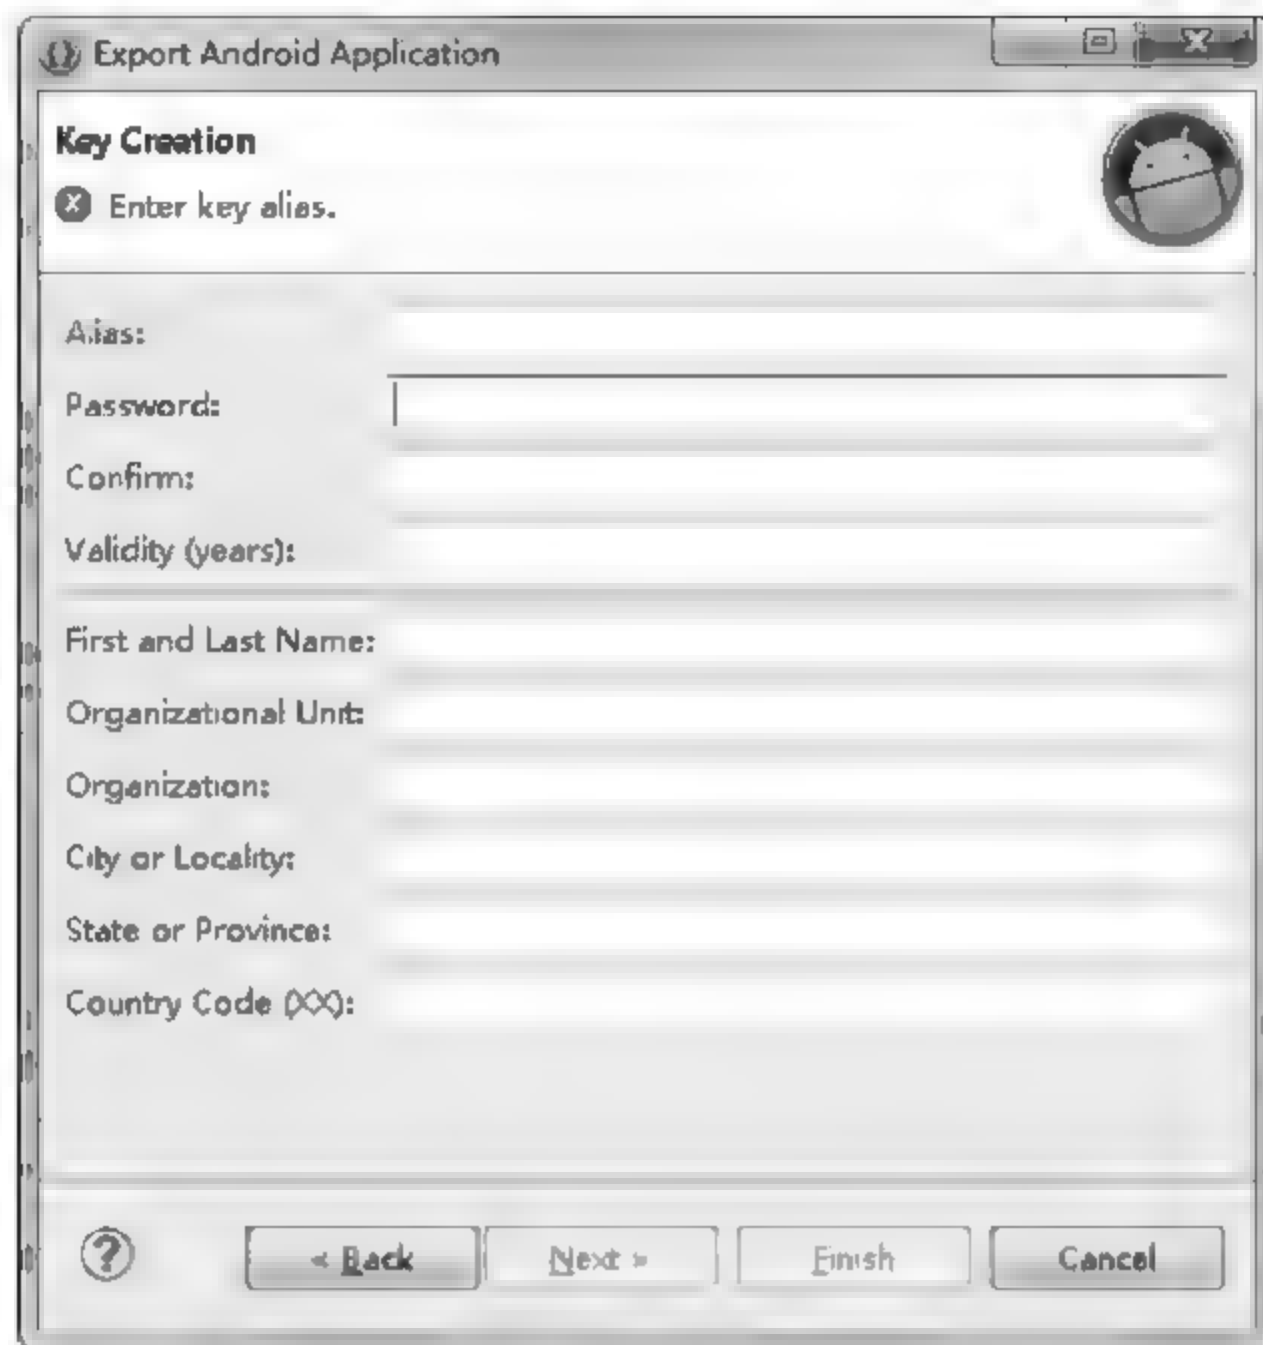 Export Android Application
Key Creation
Enter key alias.
Alias:
Password:
Confirm:
Validity (years):
First and Last Name:
Organizational Unit:
Organization:
City or Locality:
State or Province:
Country Code (XX):
< Back Next > Finish Cancel